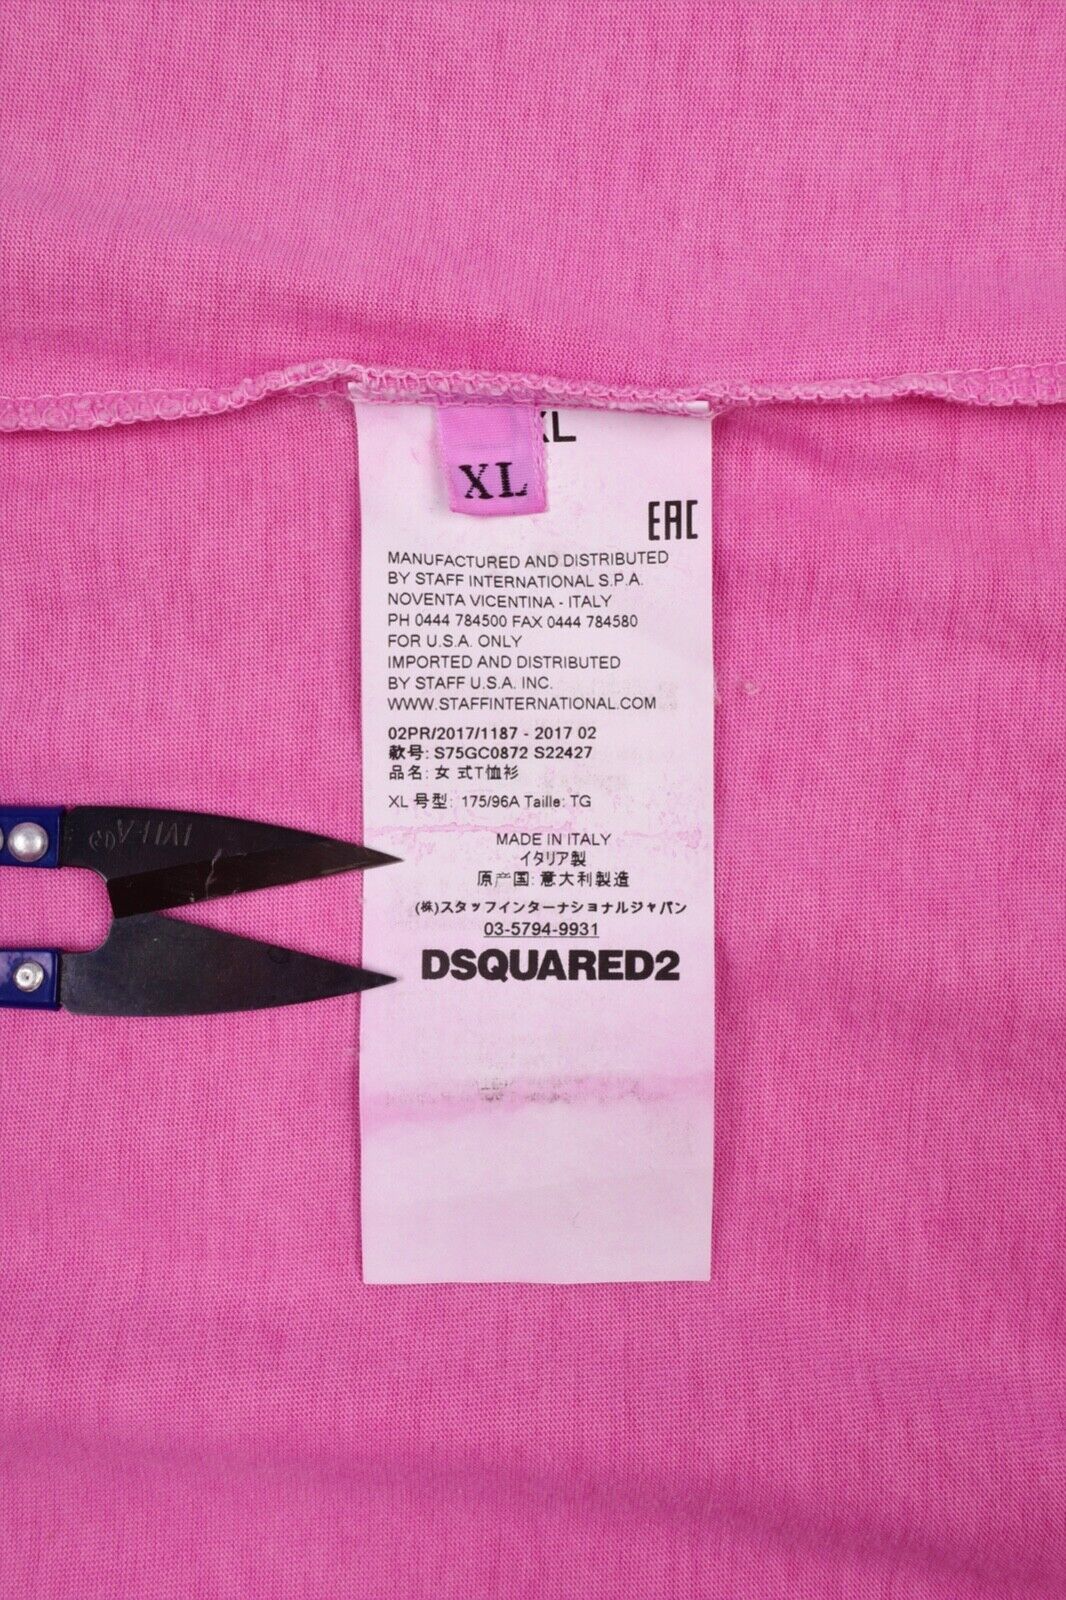 XL
XL
EAC
MANUFACTURED AND DISTRIBUTED
BY STAFF INTERNATIONAL S.P.A.
NOVENTA VICENTINA - ITALY
PH 0444 784500 FAX 0444 784580
FOR U.S.A. ONLY
IMPORTED AND DISTRIBUTED
BY STAFF U.S.A. INC.
WWW.STAFFINTERNATIONAL.COM
02PR/2017/1187 - 2017 02
款号: S75GC0872 S22427
品名: 女 式T恤衫
XL 号型: 175/96A Taille: TG
MADE IN ITALY
イタリア製
原产国: 意大利製造
(株)スタッフインターナショナルジャパン
03-5794-9931
DSQUARED2